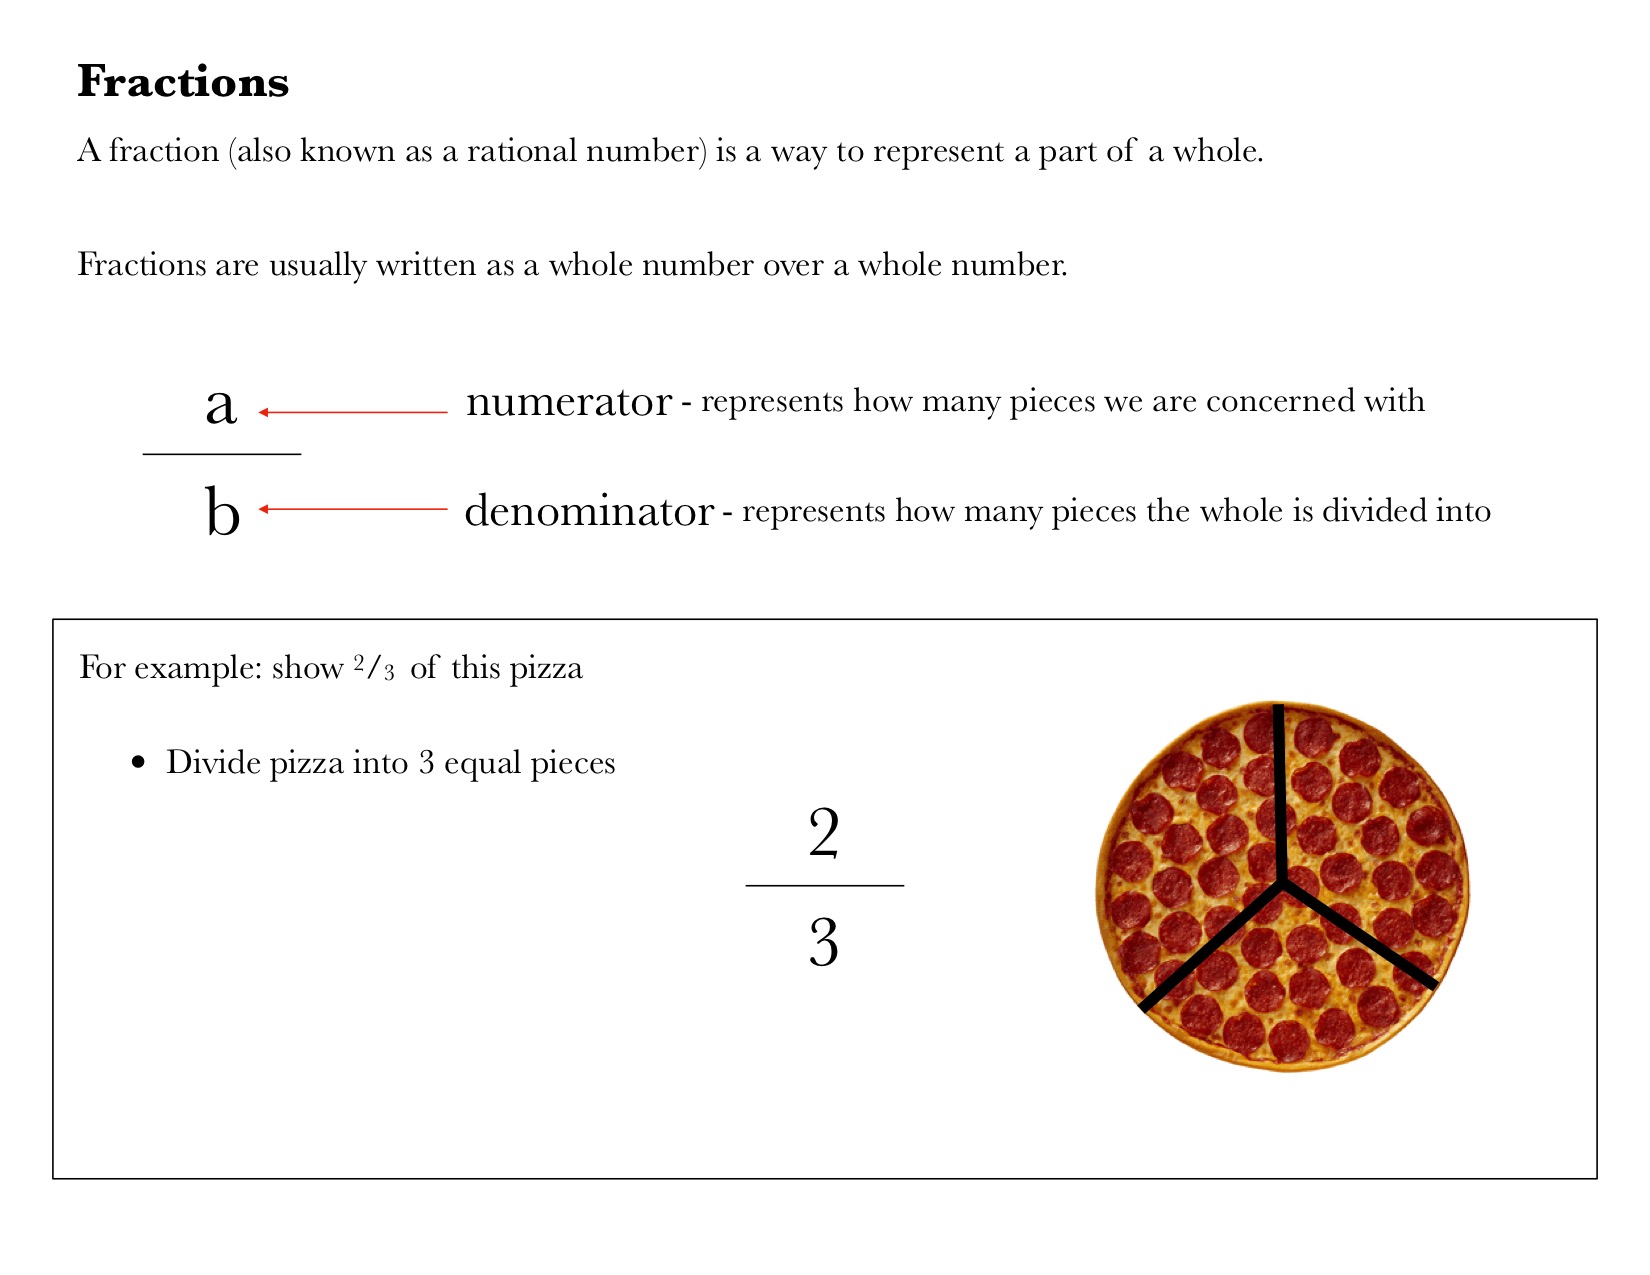 Fractions
A fraction (also known as a rational number) is a way to represent a part of a whole.
Fractions are usually written as a whole number over a whole number.
a
numerator - represents how many pieces we are concerned with
b
denominator - represents how many pieces the whole is divided into
For example: show 2/3 of this pizza
• Divide pizza into 3 equal pieces
2
3